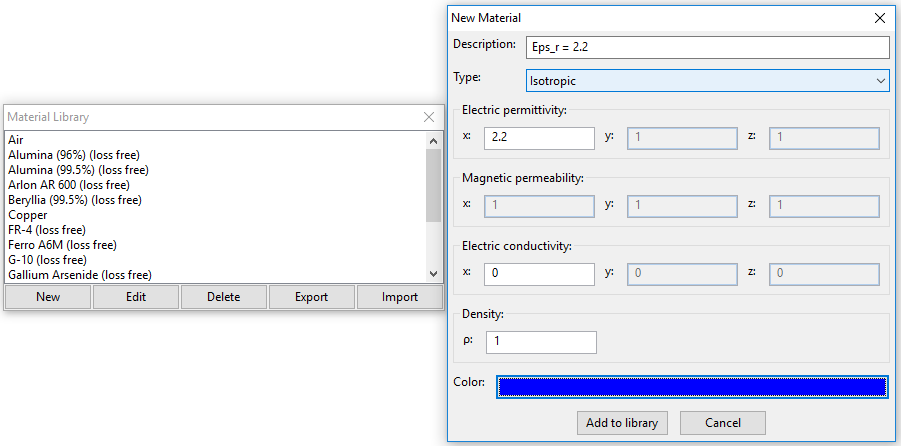 Material Library
Air
Alumina (96%) (loss free)
Alumina (99.5%) (loss free)
Arlon AR 600 (loss free)
Beryllia (99.5%) (loss free)
Copper
FR-4 (loss free)
Ferro A6M (loss free)
G-10 (loss free)
Gallium Arsenide (loss free)
New Edit Delete Export Import
New Material
Description: Eps_r = 2.2
Type: Isotropic
Electric permittivity:
x: 2.2 y: 1 z: 1
Magnetic permeability:
x: 1 y: 1 z: 1
Electric conductivity:
x: 0 y: 0 z: 0
Density:
ρ: 1
Color:
Add to library Cancel